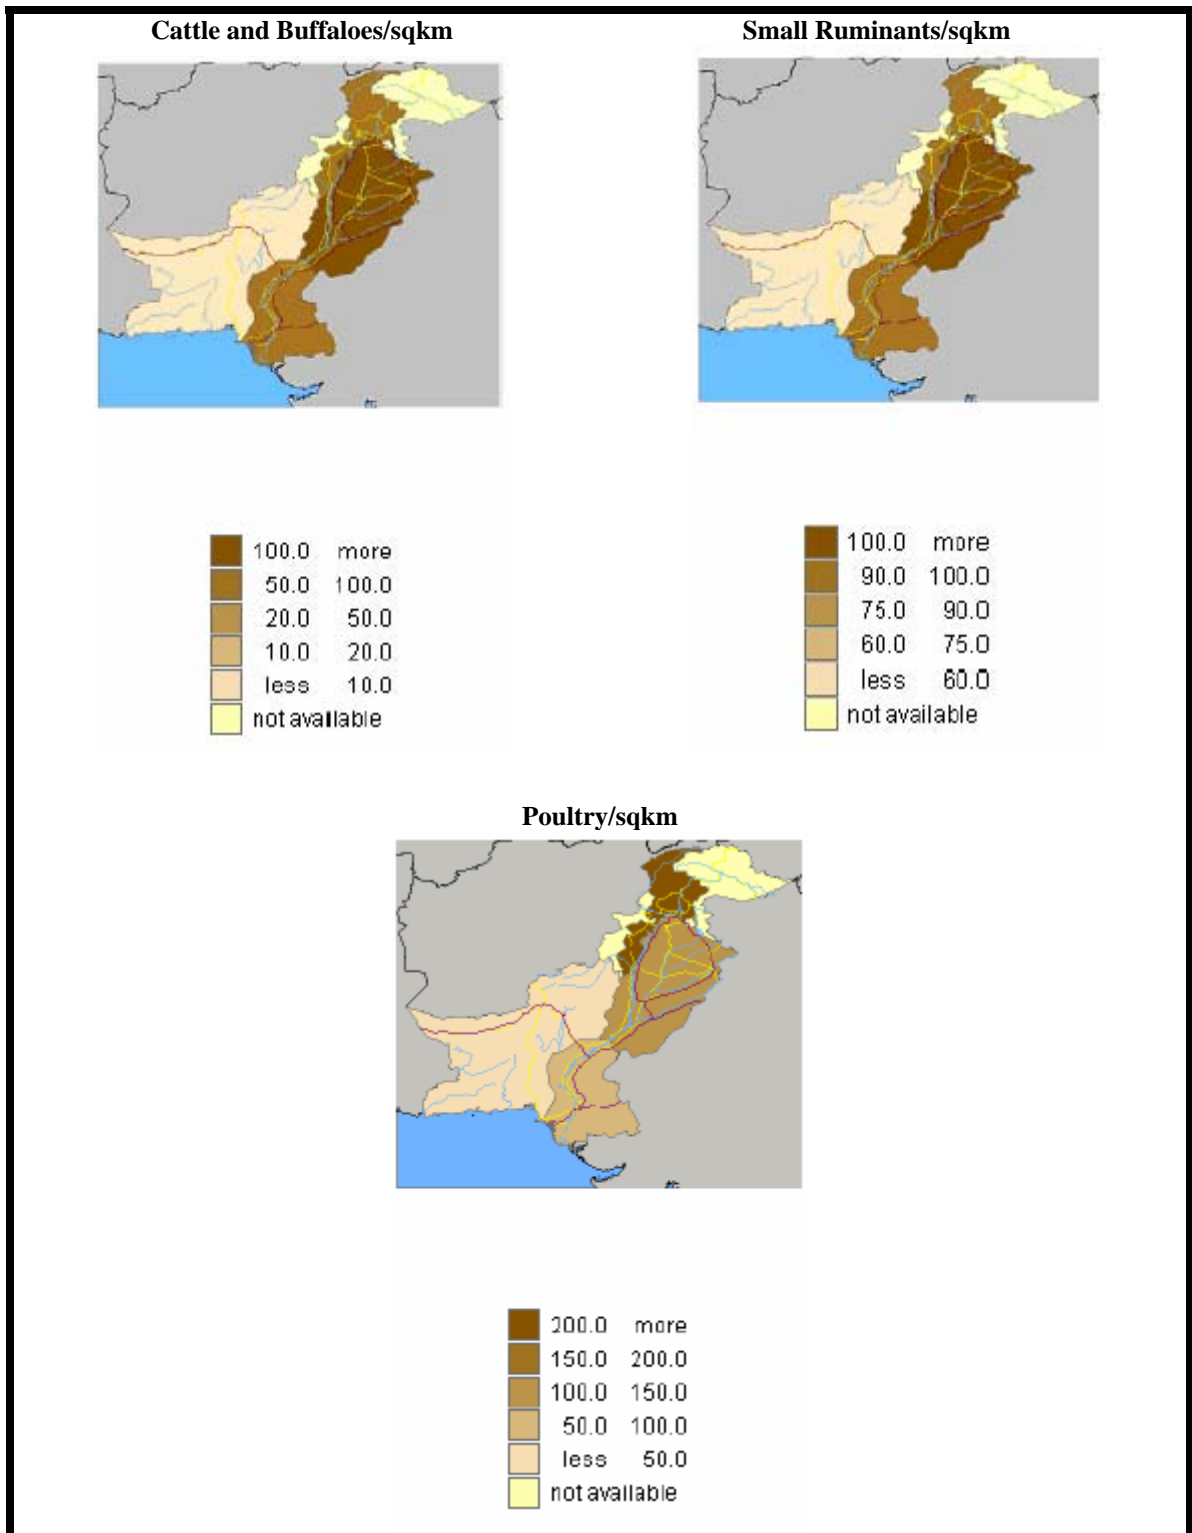 Cattle and Buffaloes/sqkm
Small Ruminants/sqkm
100.0 more
50.0 100.0
20.0 50.0
10.0 20.0
less 10.0
not available
100.0 more
90.0 100.0
75.0 90.0
60.0 75.0
less 60.0
not available
Poultry/sqkm
200.0 more
150.0 200.0
100.0 150.0
50.0 100.0
less 50.0
not available